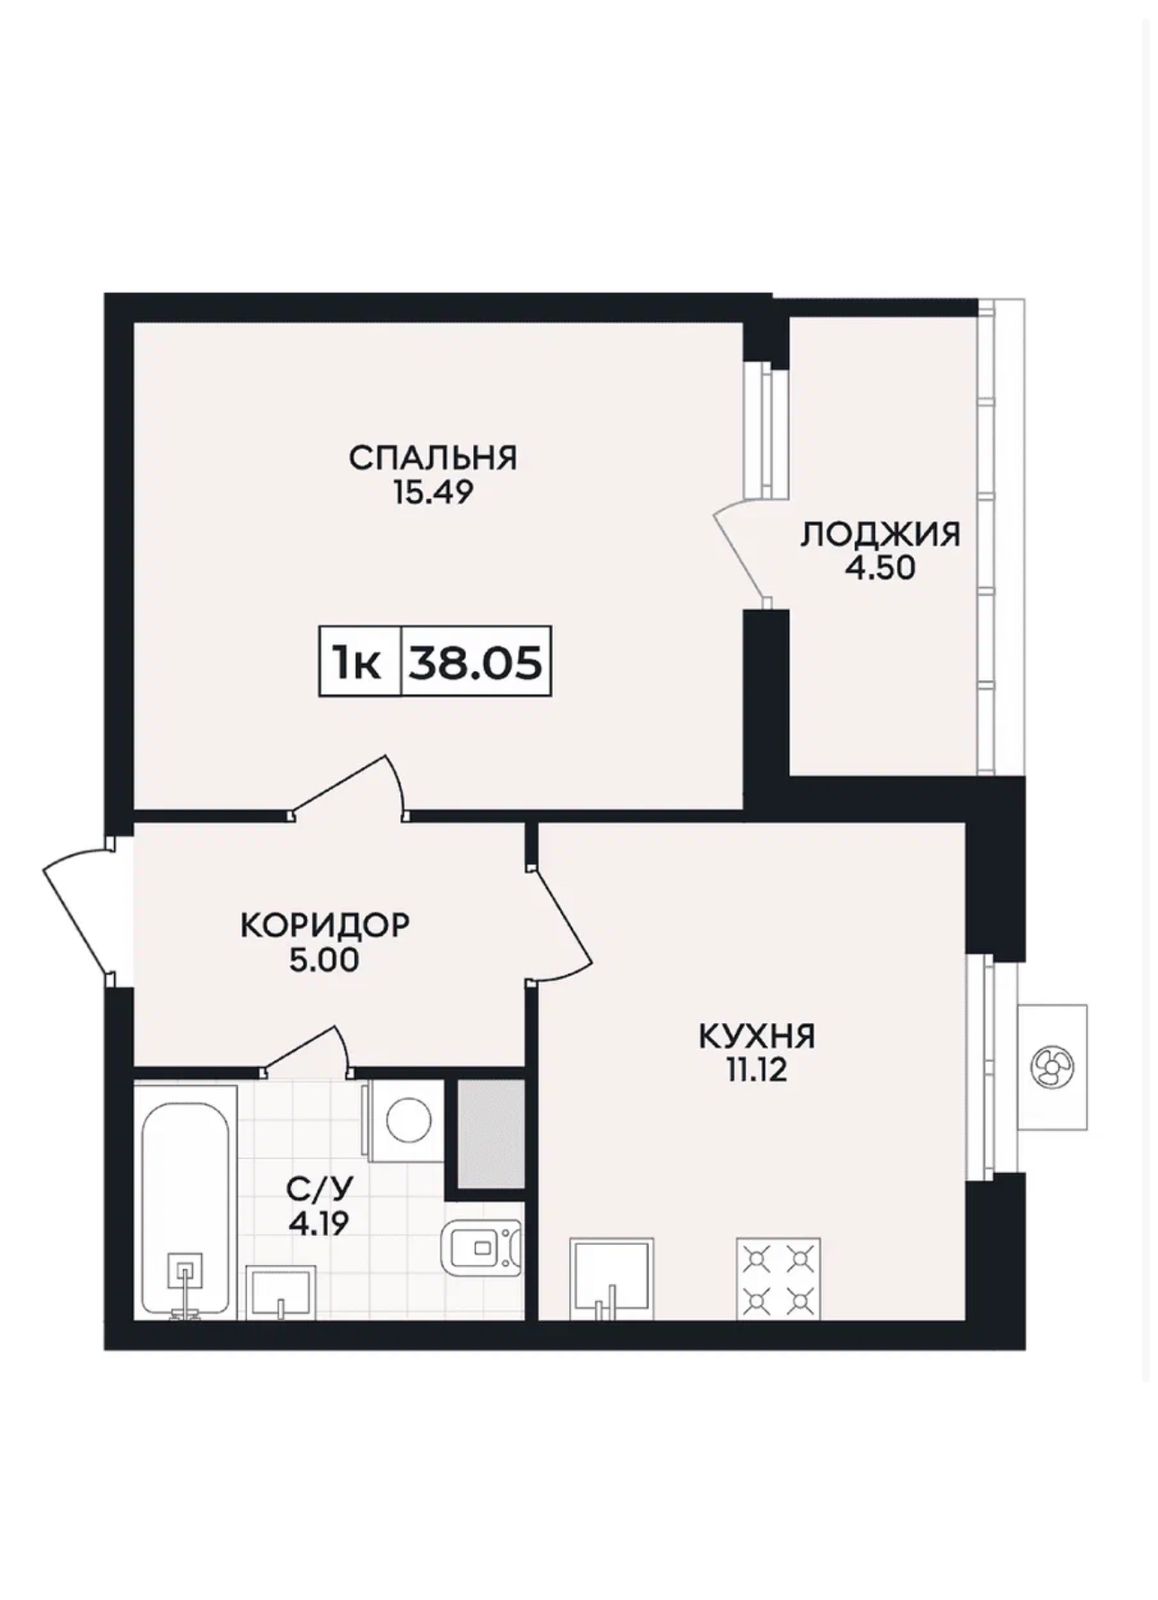 СПАЛЬНЯ
15.49
ЛОДЖИЯ
4.50
1к 38.05
КОРИДОР
5.00
КУХНЯ
11.12
С/У
4.19